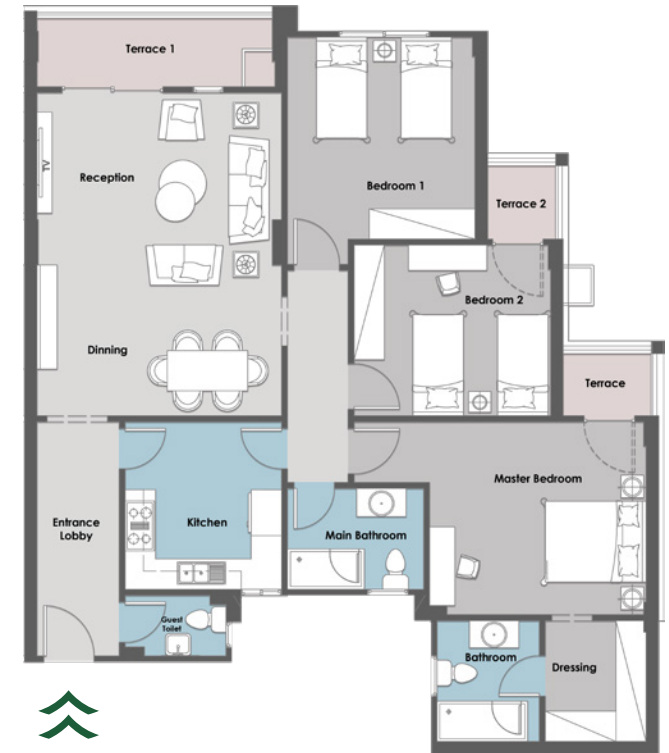 Terrace 1
Reception
TV
Bedroom 1
Terrace 2
Bedroom 2
Dinning
Terrace
Master Bedroom
Entrance
Lobby
Kitchen
Main Bathroom
Guest
Toilet
Bathroom
Dressing